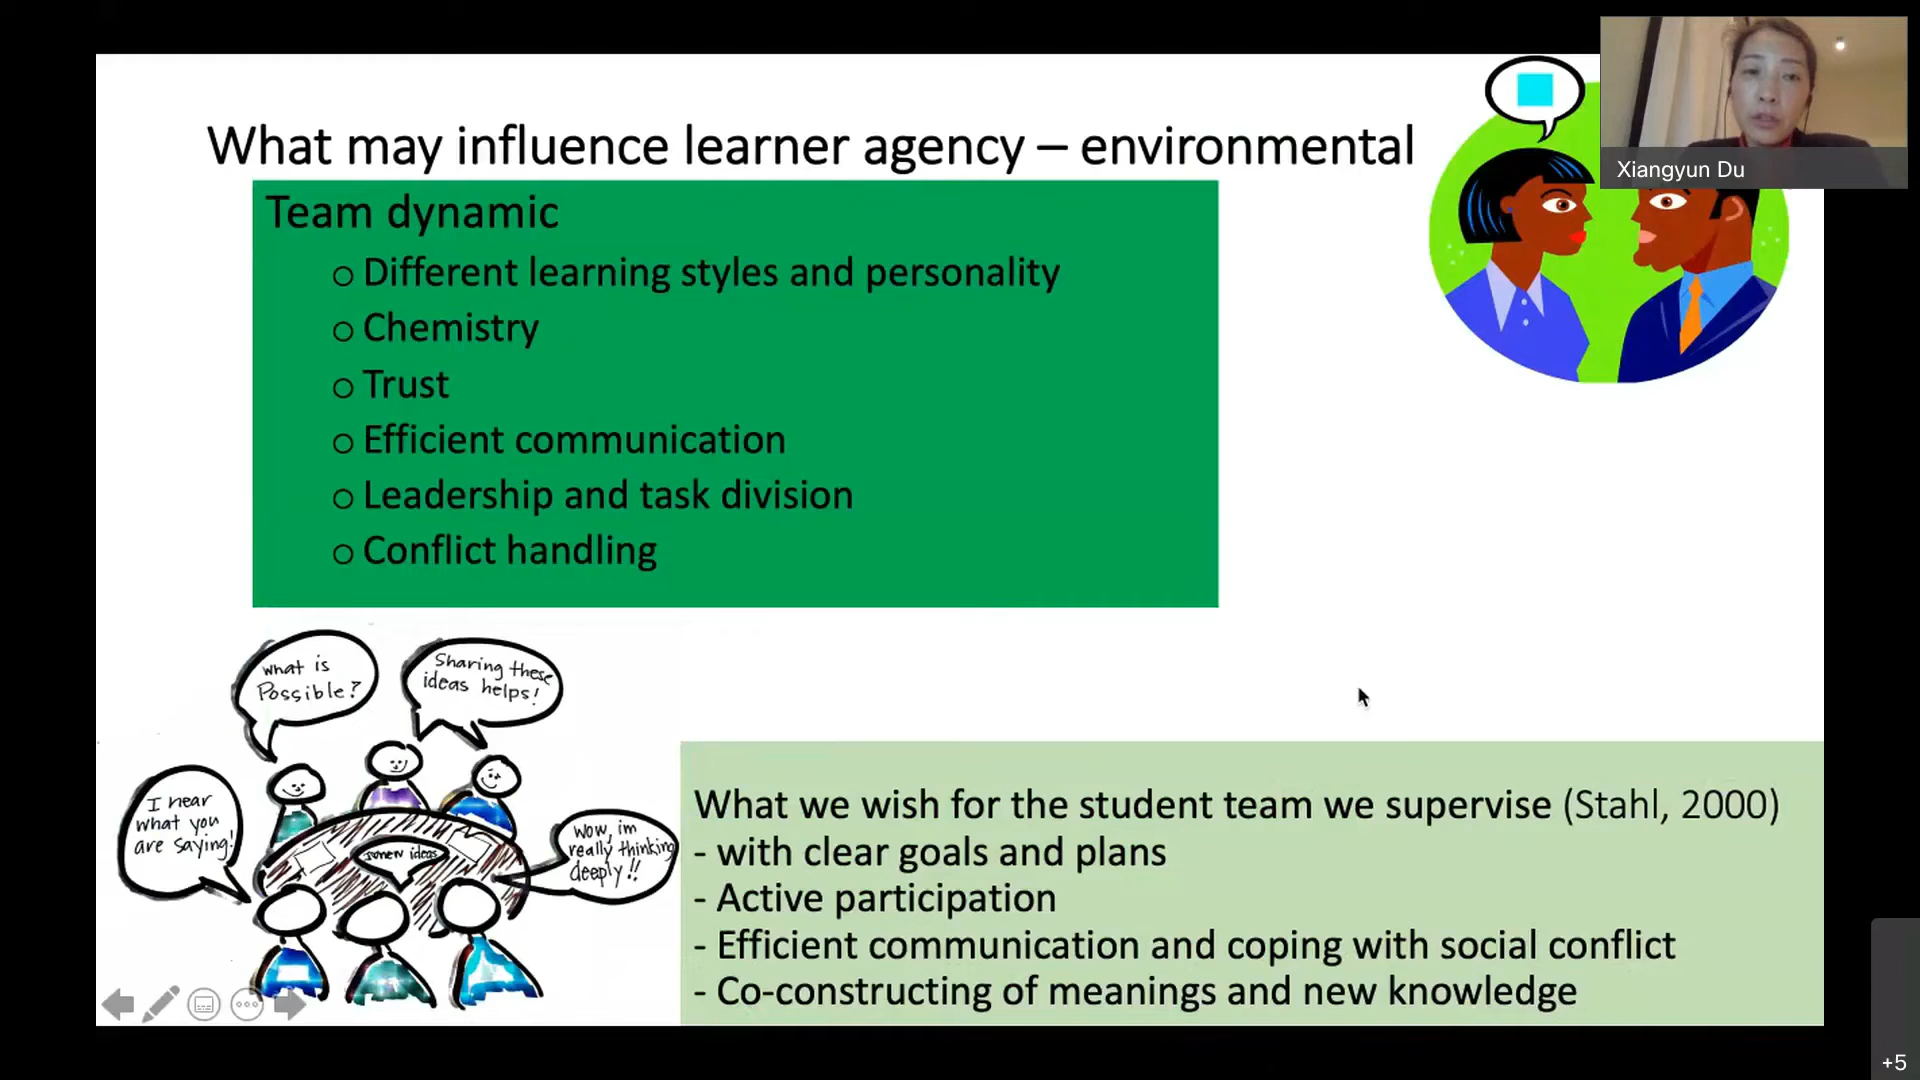 What may influence learner agency – environmental
Xiangyun Du
Team dynamic
o Different learning styles and personality
o Chemistry
o Trust
o Efficient communication
o Leadership and task division
o Conflict handling
what is
Possible?
Sharing these
ideas helps!
I hear
what you
are saying!
new ideas
Wow, im
really thinking
deeply!!
What we wish for the student team we supervise (Stahl, 2000)
- with clear goals and plans
- Active participation
- Efficient communication and coping with social conflict
- Co-constructing of meanings and new knowledge
+5